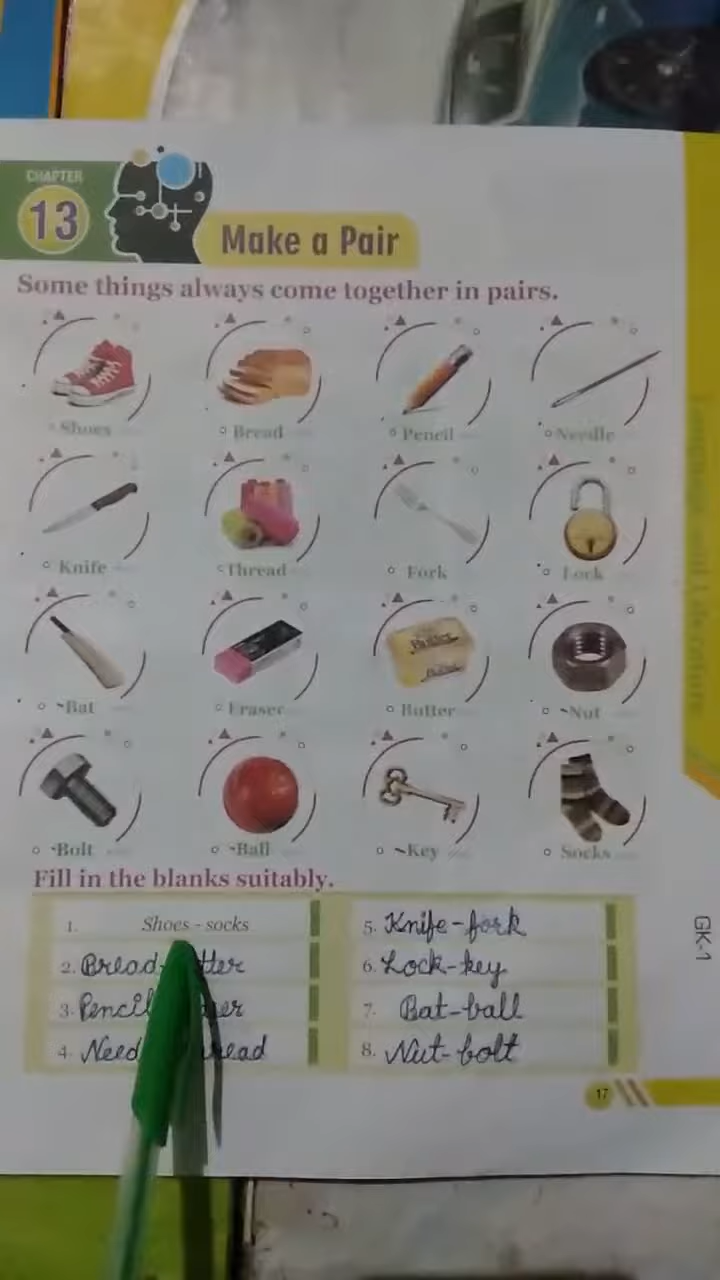 CHAPTER
13
Make a Pair
Some things always come together in pairs.
Shoes Bread Pencil Needle
Knife Thread Fork Lock
Bat Eraser Butter Nut
Bolt Ball Key Socks
Fill in the blanks suitably.
1. Shoes - socks
2. Bread-
3. Pencil
4.
5. Knife-fork
6. Lock-key
7. Bat-ball
8. Nut-bolt
GK-1
17